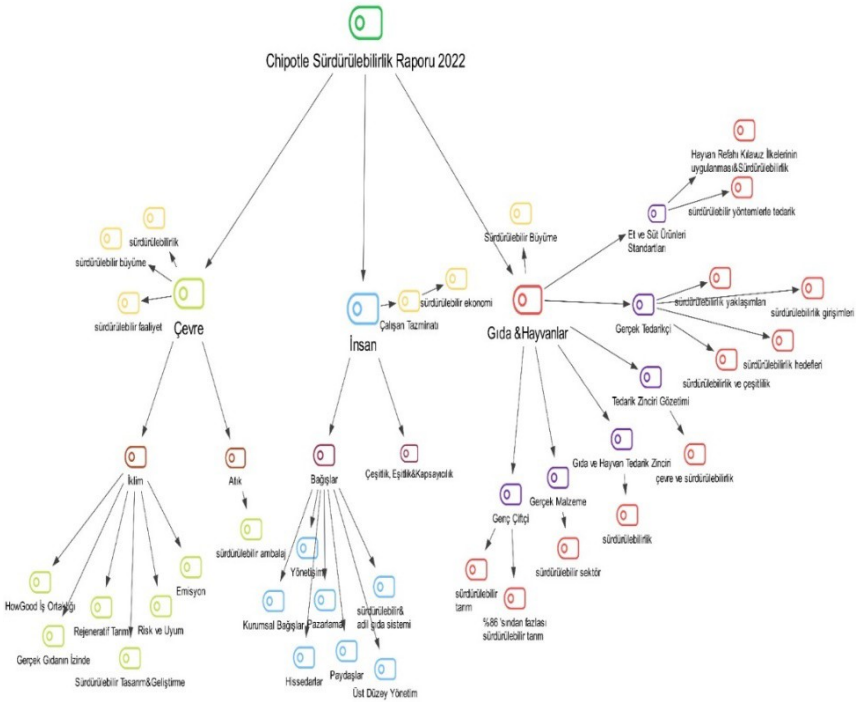 Chipotle Sürdürülebilirlik Raporu 2022
Hayvan Refahı Kılavuz İlkelerinin
uygulanması&Sürdürülebilirlik
sürdürülebilir yöntemlerle tedarik
Et ve Süt Ürünleri
Standartları
sürdürülebilirlik
sürdürülebilir büyüme
sürdürülebilir faaliyet
Çevre
Sürdürülebilir Büyüme
sürdürülebilir ekonomi
Çalışan Tazminatı
İnsan
Gıda &Hayvanlar
sürdürülebilirlik yaklaşımları
sürdürülebilirlik girişimleri
Gerçek Tedarikçi
sürdürülebilirlik hedefleri
sürdürülebilirlik ve çeşitlilik
Tedarik Zinciri Gözetimi
Gıda ve Hayvan Tedarik Zinciri
çevre ve sürdürülebilirlik
İklim
Atık
Bağışlar
Çeşitlik, Eşitlik&Kapsayıcılık
Gerçek Malzeme
Genç Çiftçi
sürdürülebilirlik
sürdürülebilir ambalaj
Yönetişim
sürdürülebilir sektör
Emisyon
HowGood İş Ortaklığı
Rejeneratif Tarım
Risk ve Uyum
Kurumsal Bağışlar
Pazarlama
sürdürülebilir&
adil gıda sistemi
sürdürülebilir
tarım
%86 'sından fazlası
sürdürülebilir tarım
Gerçek Gıdanın İzinde
Sürdürülebilir Tasarım&Geliştirme
Hissedarlar
Paydaşlar
Üst Düzey Yönetim